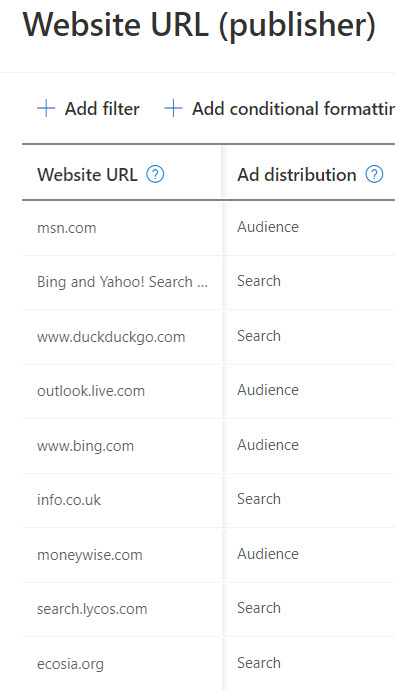 Website URL (publisher)
+ Add filter + Add conditional formattin
Website URL ? Ad distribution ?
msn.com Audience
Bing and Yahoo! Search ... Search
www.duckduckgo.com Search
outlook.live.com Audience
www.bing.com Audience
info.co.uk Search
moneywise.com Audience
search.lycos.com Search
ecosia.org Search